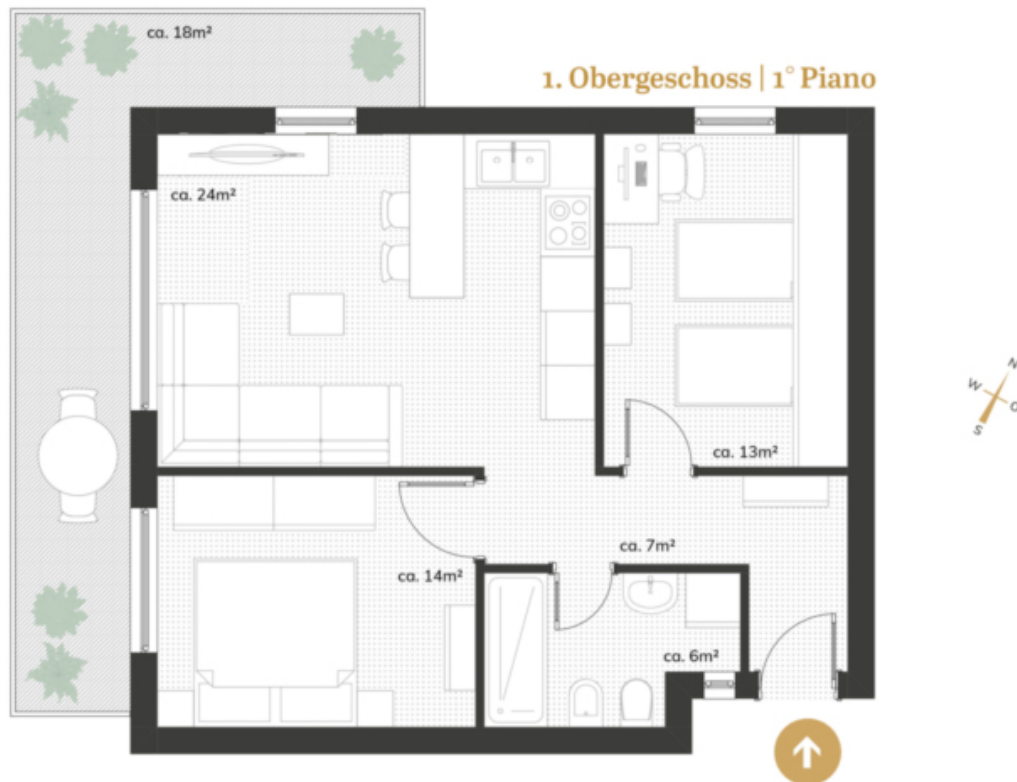 ca. 18m²
1. Obergeschoss | 1° Piano
ca. 24m²
N
W
O
S
ca. 13m²
ca. 7m²
ca. 14m²
ca. 6m²